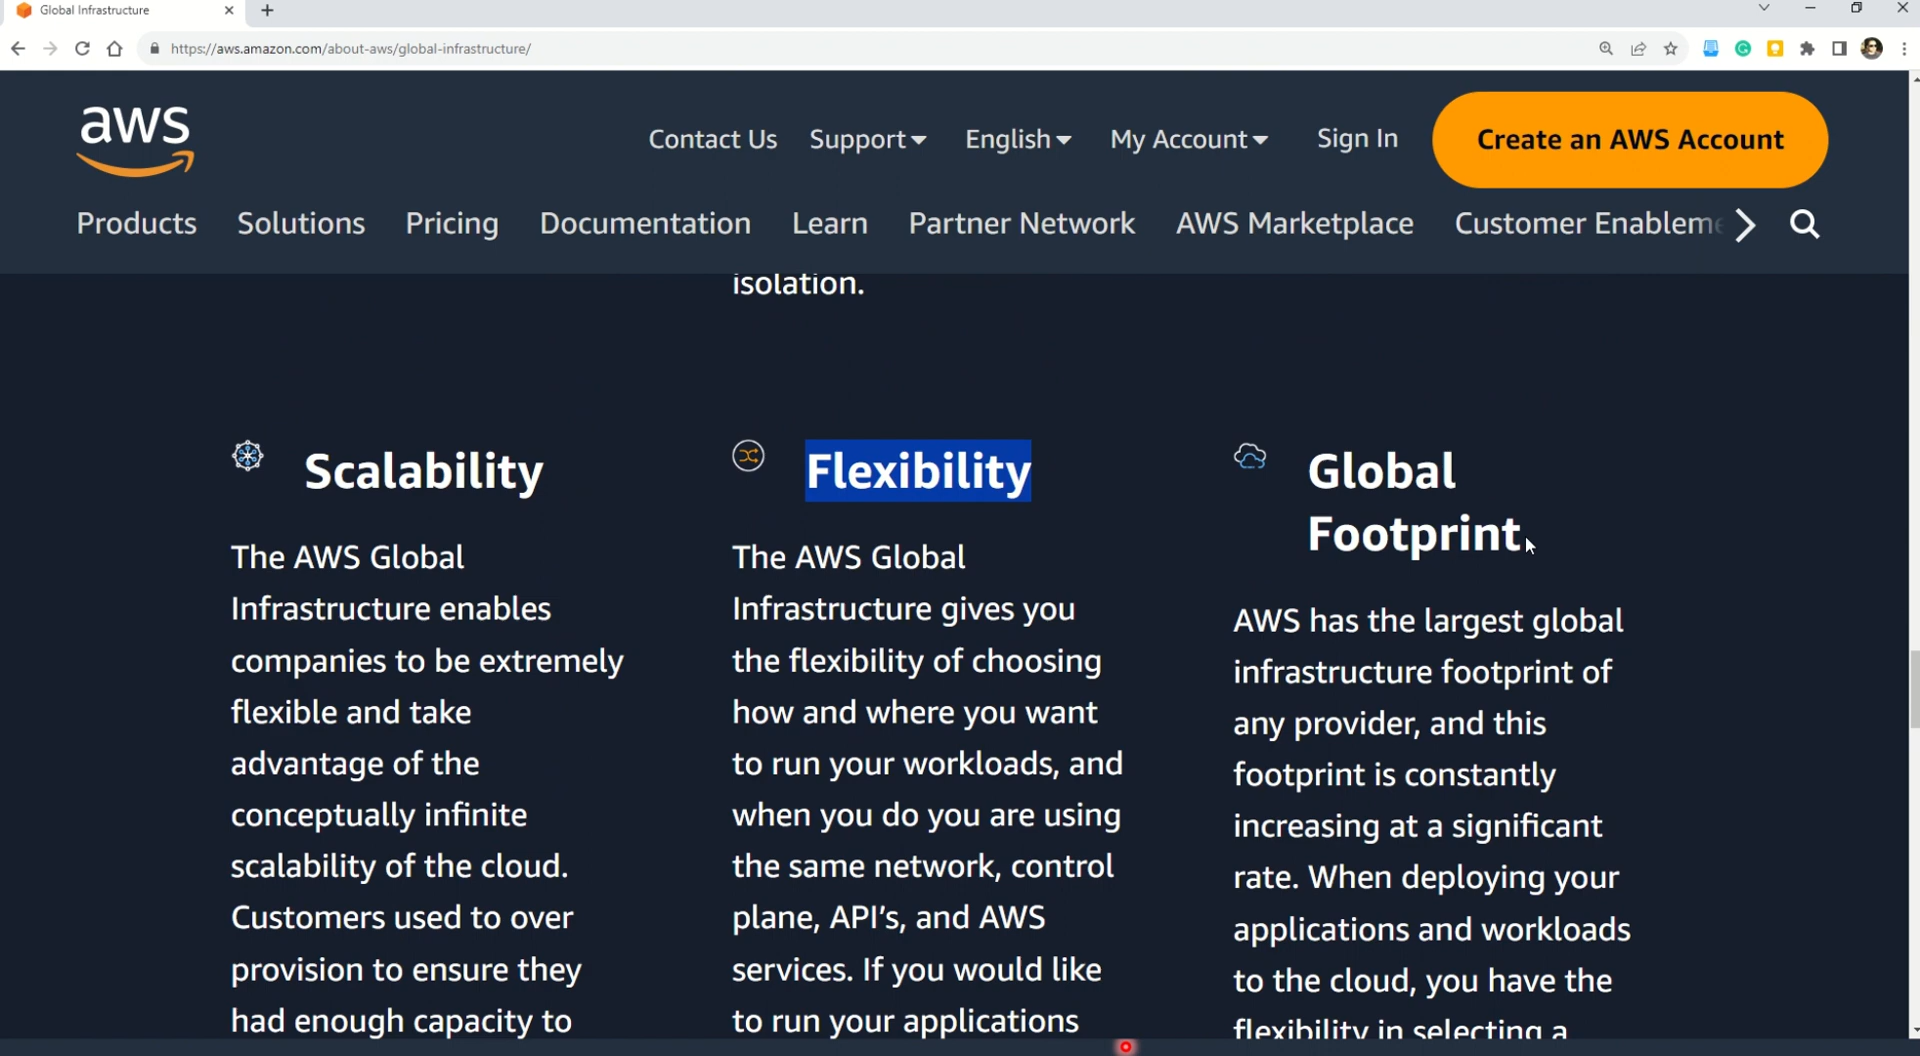 Global Infrastructure
https://aws.amazon.com/about-aws/global-infrastructure/
aws
Contact Us Support English My Account Sign In Create an AWS Account
Products Solutions Pricing Documentation Learn Partner Network AWS Marketplace Customer Enableme
isolation.
Scalability
The AWS Global
Infrastructure enables
companies to be extremely
flexible and take
advantage of the
conceptually infinite
scalability of the cloud.
Customers used to over
provision to ensure they
had enough capacity to
Flexibility
The AWS Global
Infrastructure gives you
the flexibility of choosing
how and where you want
to run your workloads, and
when you do you are using
the same network, control
plane, API's, and AWS
services. If you would like
to run your applications
Global
Footprint
AWS has the largest global
infrastructure footprint of
any provider, and this
footprint is constantly
increasing at a significant
rate. When deploying your
applications and workloads
to the cloud, you have the
flexibility in selecting a